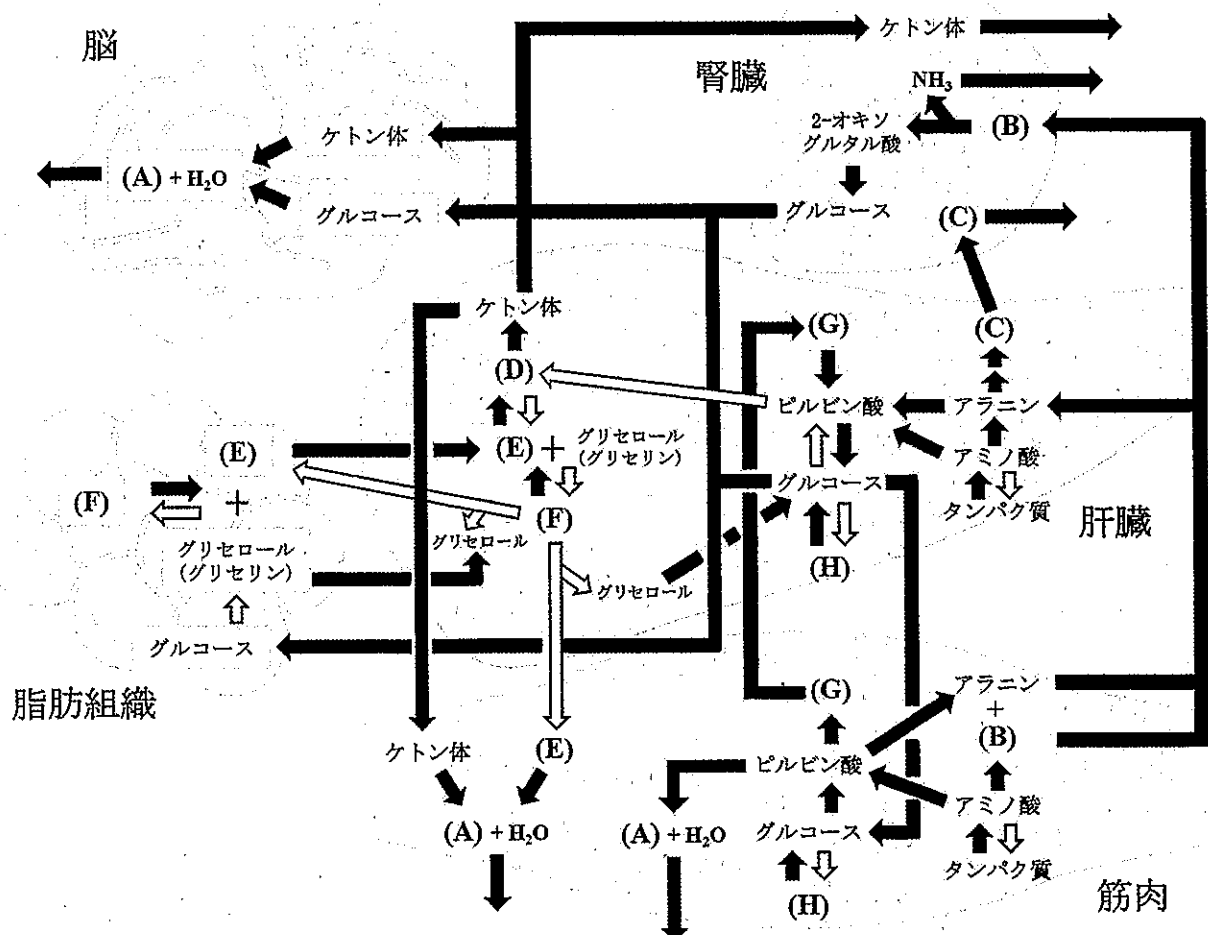 脳
ケトン体
腎臓
NH₃
2-オキソ
グルタル酸
(B)
ケトン体
(A) + H₂O
グルコース
グルコース
(C)
ケトン体
(G)
(C)
(D)
ピルビン酸
アラニン
(E)
(E) +
グリセロール
(グリセリン)
アミノ酸
(F)
+
グルコース
タンパク質
肝臓
(F)
グリセロール
(グリセリン)
グリセロール
(H)
グリセロール
グルコース
脂肪組織
(G)
アラニン
+
(B)
ケトン体
(E)
ピルビン酸
アミノ酸
(A) + H₂O
(A) + H₂O
グルコース
タンパク質
(H)
筋肉